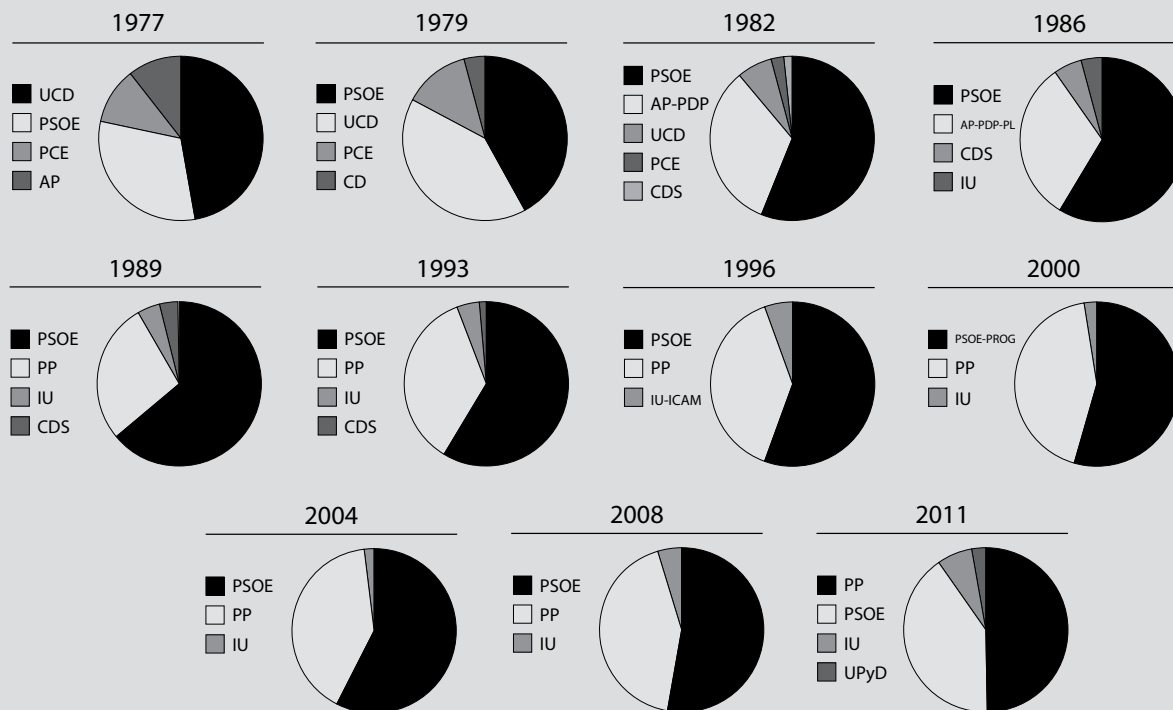 1977
UCD
PSOE
PCE
AP
1979
PSOE
UCD
PCE
CD
1982
PSOE
AP-PDP
UCD
PCE
CDS
1986
PSOE
AP-PDP-PL
CDS
IU
1989
PSOE
PP
IU
CDS
1993
PSOE
PP
IU
CDS
1996
PSOE
PP
IU-ICAM
2000
PSOE-PROG
PP
IU
2004
PSOE
PP
IU
2008
PSOE
PP
IU
2011
PP
PSOE
IU
UPyD